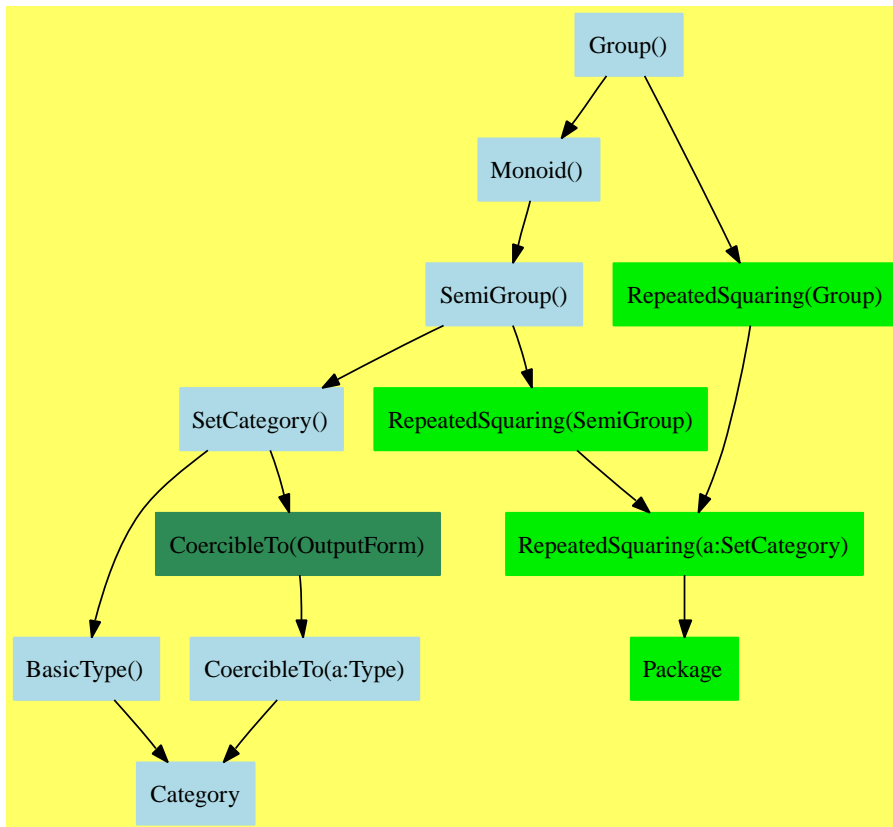 Group()
Monoid()
SemiGroup()
RepeatedSquaring(Group)
SetCategory()
RepeatedSquaring(SemiGroup)
CoercibleTo(OutputForm)
RepeatedSquaring(a:SetCategory)
BasicType()
CoercibleTo(a:Type)
Package
Category